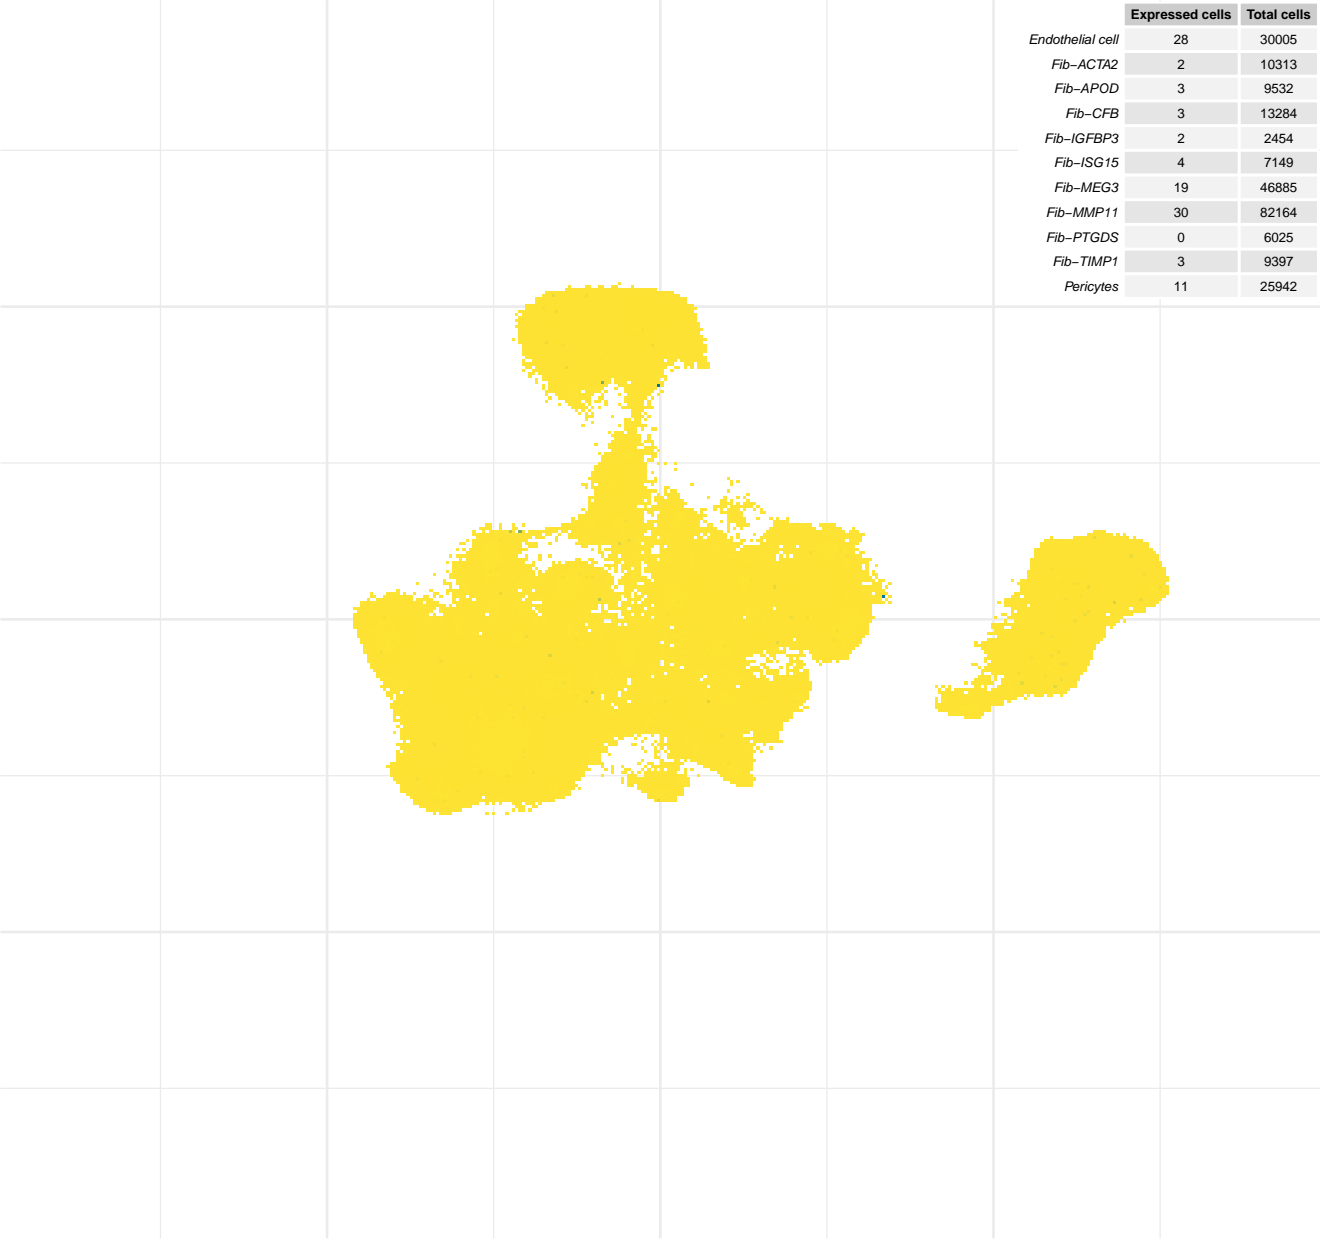 Expressed cells Total cells
Endothelial cell 28 30005
Fib−ACTA2 2 10313
Fib−APOD 3 9532
Fib−CFB 3 13284
Fib−IGFBP3 2 2454
Fib−ISG15 4 7149
Fib−MEG3 19 46885
Fib−MMP11 30 82164
Fib−PTGDS 0 6025
Fib−TIMP1 3 9397
Pericytes 11 25942